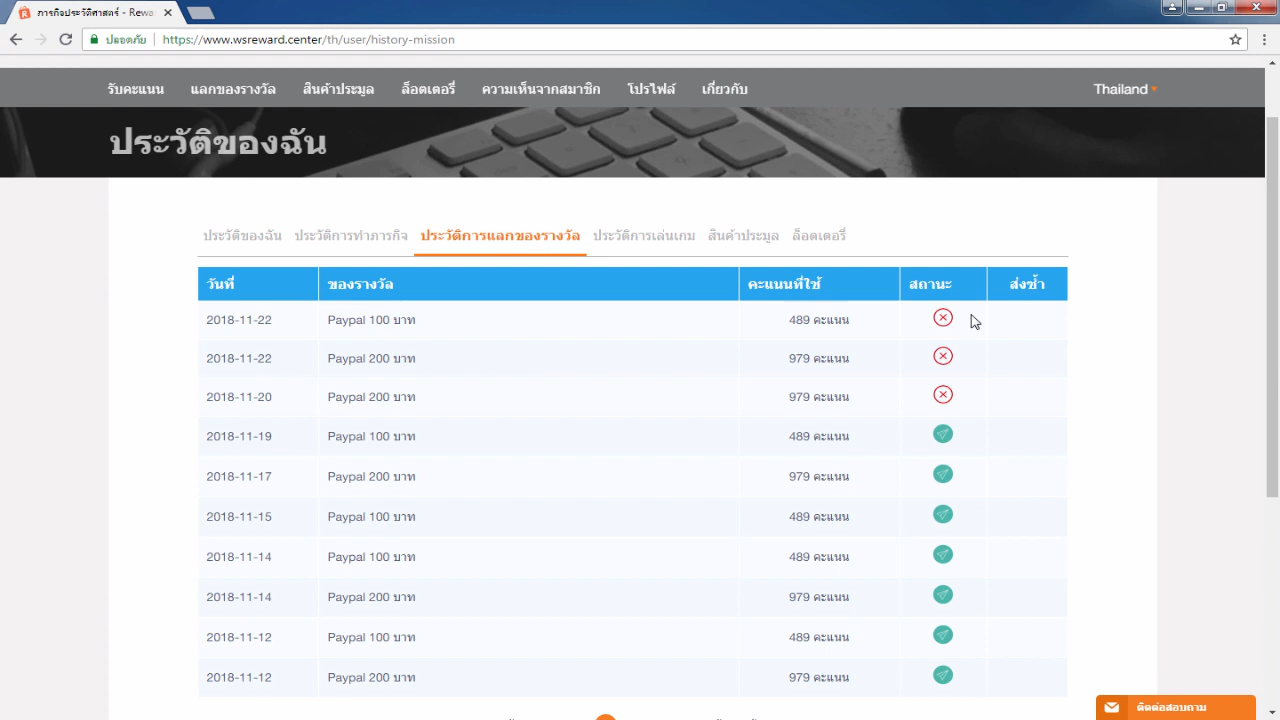 ภารกิจประวัติศาสตร์ - Rewa
ปลอดภัย https://www.wsreward.center/th/user/history-mission
รับคะแนน แลกของรางวัล สินค้าประมูล ล็อตเตอรี่ ความเห็นจากสมาชิก โปรไฟล์ เกี่ยวกับ Thailand
ประวัติของฉัน
ประวัติของฉัน ประวัติการทำภารกิจ ประวัติการแลกของรางวัล ประวัติการเล่นเกม สินค้าประมูล ล็อตเตอรี่
วันที่ ของรางวัล คะแนนที่ใช้ สถานะ ส่งซ้ำ
2018-11-22 Paypal 100 บาท 489 คะแนน
2018-11-22 Paypal 200 บาท 979 คะแนน
2018-11-20 Paypal 200 บาท 979 คะแนน
2018-11-19 Paypal 100 บาท 489 คะแนน
2018-11-17 Paypal 200 บาท 979 คะแนน
2018-11-15 Paypal 100 บาท 489 คะแนน
2018-11-14 Paypal 100 บาท 489 คะแนน
2018-11-14 Paypal 200 บาท 979 คะแนน
2018-11-12 Paypal 100 บาท 489 คะแนน
2018-11-12 Paypal 200 บาท 979 คะแนน
ติดต่อสอบถาม